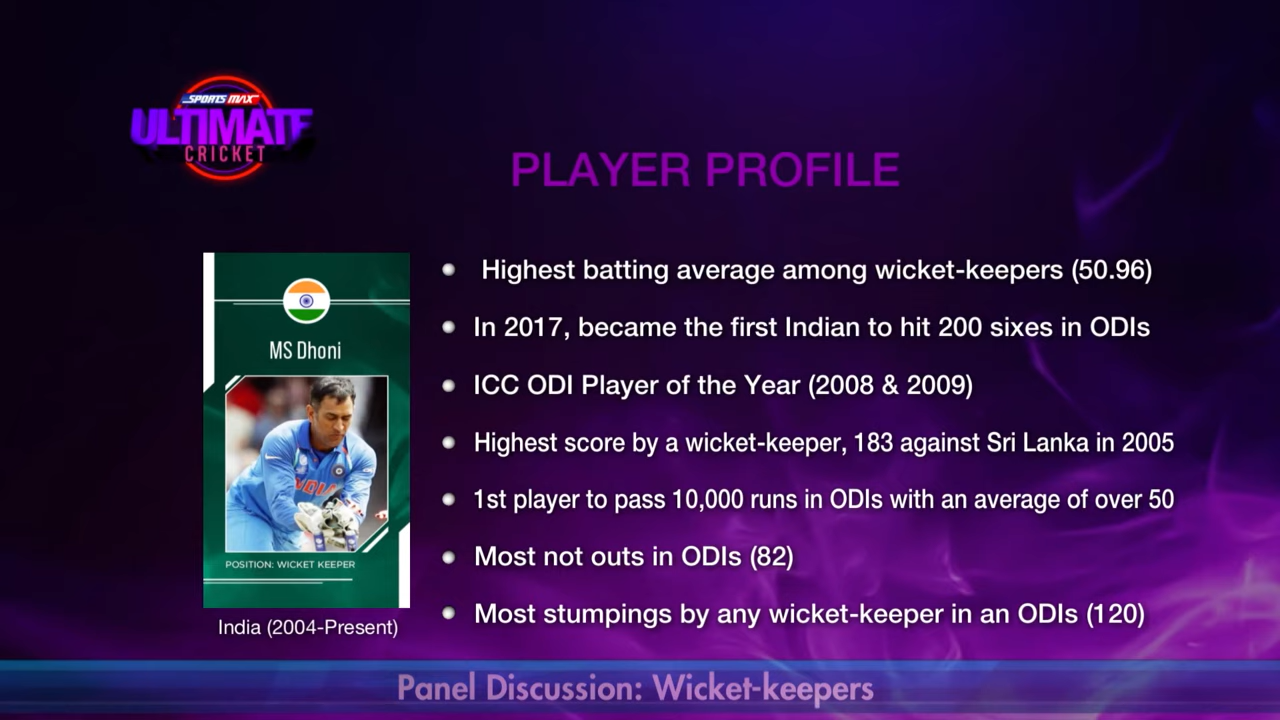 SPORTS MAX
ULTIMATE
CRICKET
PLAYER PROFILE
MS Dhoni
INDIA
POSITION: WICKET KEEPER
India (2004-Present)
Highest batting average among wicket-keepers (50.96)
In 2017, became the first Indian to hit 200 sixes in ODIs
ICC ODI Player of the Year (2008 & 2009)
Highest score by a wicket-keeper, 183 against Sri Lanka in 2005
1st player to pass 10,000 runs in ODIs with an average of over 50
Most not outs in ODIs (82)
Most stumpings by any wicket-keeper in an ODIs (120)
Panel Discussion: Wicket-keepers